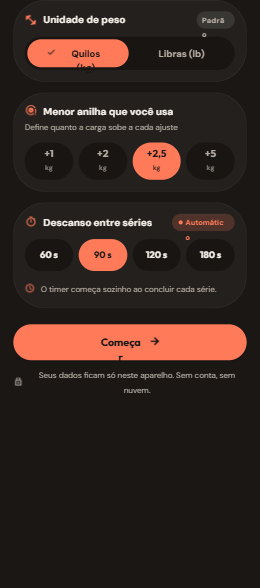 Unidade de peso
Padrã
o
Quilos
(kg)
Libras (lb)
Menor anilha que você usa
Define quanto a carga sobe a cada ajuste
+1
kg
+2
kg
+2,5
kg
+5
kg
Descanso entre séries
Automátic
o
60 s
90 s
120 s
180 s
O timer começa sozinho ao concluir cada série.
Começa
r
Seus dados ficam só neste aparelho. Sem conta, sem
nuvem.